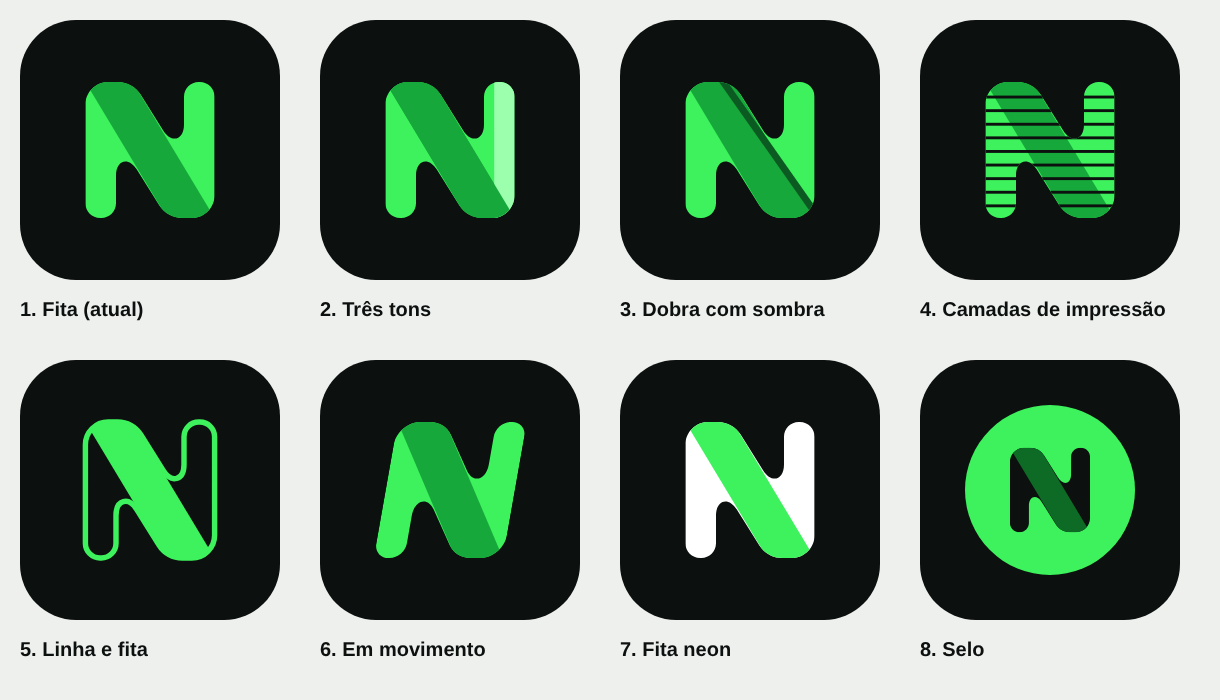 N N N N
1. Fita (atual) 2. Três tons 3. Dobra com sombra 4. Camadas de impressão
N N N N
5. Linha e fita 6. Em movimento 7. Fita neon 8. Selo